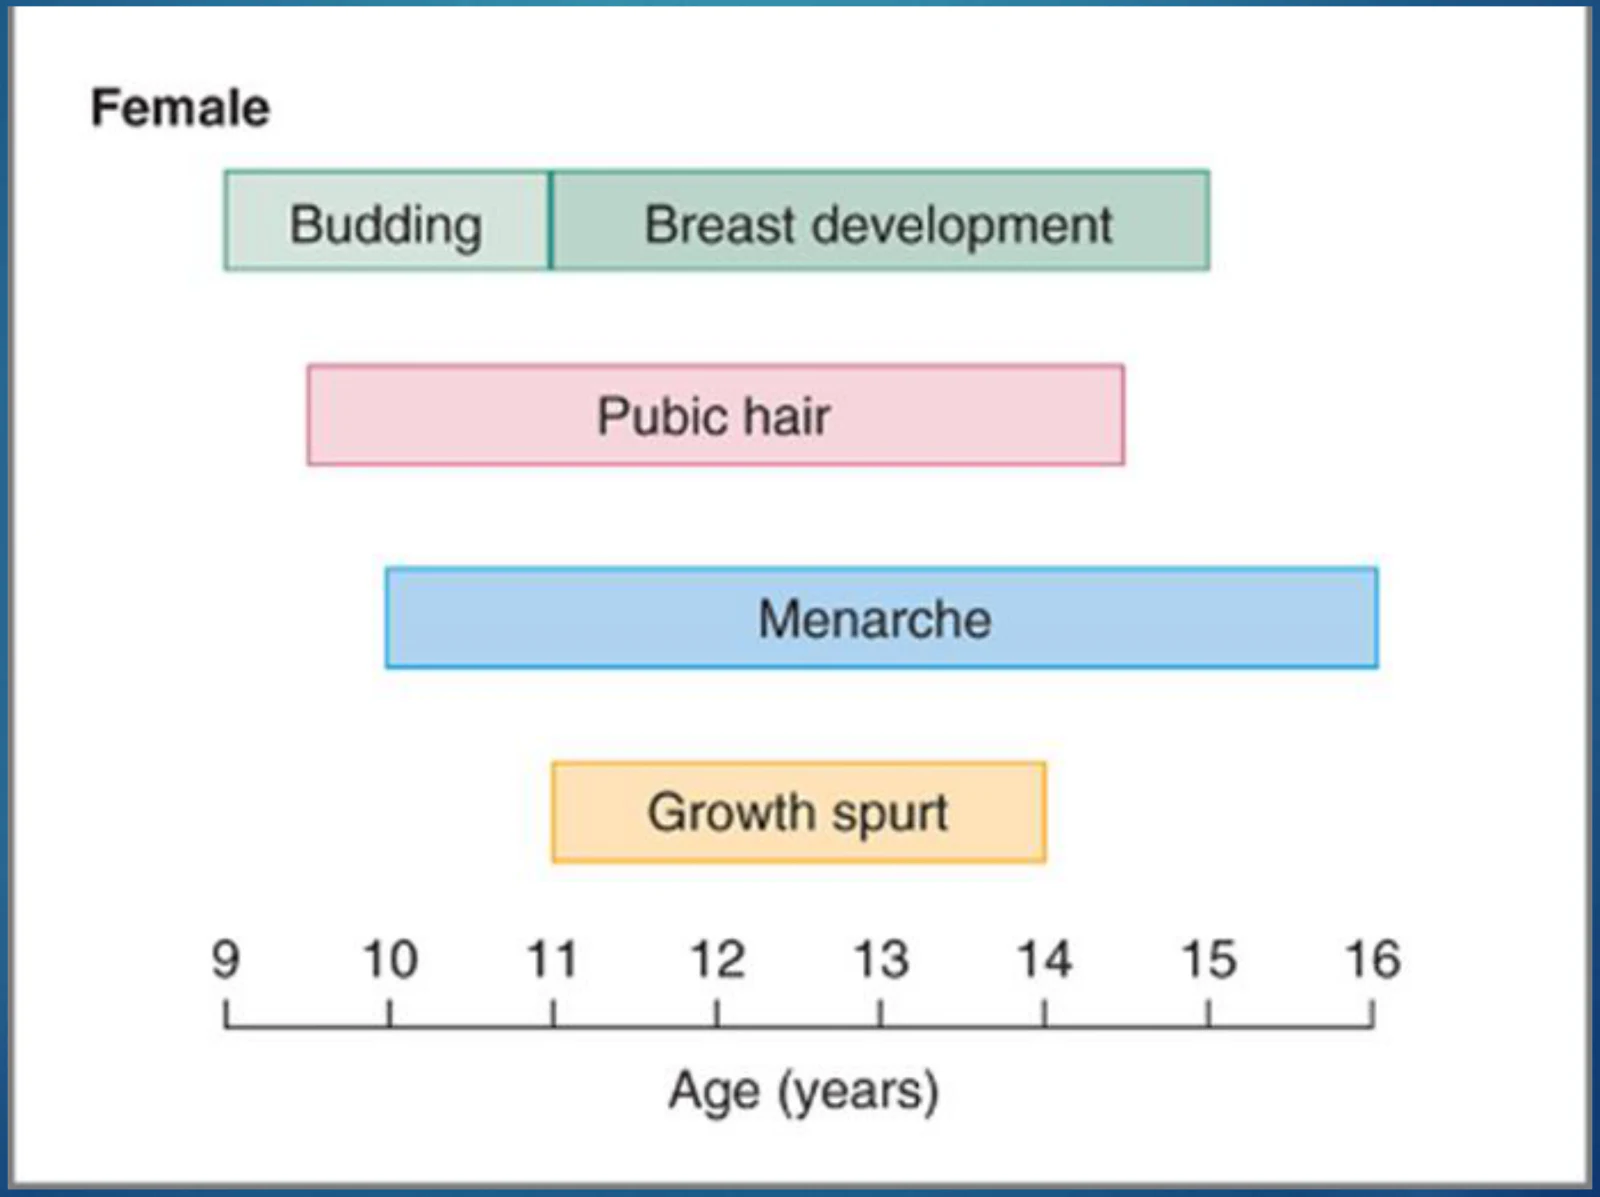 Female
Budding
Breast development
Pubic hair
Menarche
Growth spurt
9 10 11 12 13 14 15 16
Age (years)